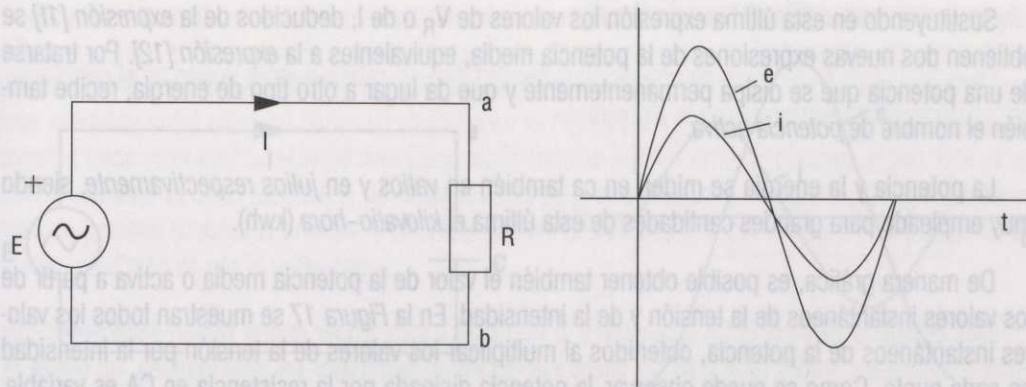 Sustituyendo en esta última expresión los valores de V_R o de I, deducidos de la expresión [11] se
obtienen dos nuevas expresiones de la potencia media, equivalentes a la expresión [12]. Por tratarse
de una potencia que se disipa permanentemente y que da lugar a otro tipo de energía, recibe tam-
bién el nombre de potencia activa.
La potencia y la energía se miden en ca también en vatios y en julios respectivamente, siendo
muy empleado para grandes cantidades de esta última el kilovatio-hora (kwh).
De manera práctica, es posible obtener también el valor de la potencia media o activa a partir de
los valores instantáneos de la tensión y de la intensidad. En la Figura 17 se muestran todos los valo-
res instantáneos de la potencia, obtenidos al multiplicar los valores de la tensión por la intensidad
en cada punto. Como se puede observar, la potencia disipada por la resistencia en CA es variable,
I
a
+
E
R
b
e
i
t